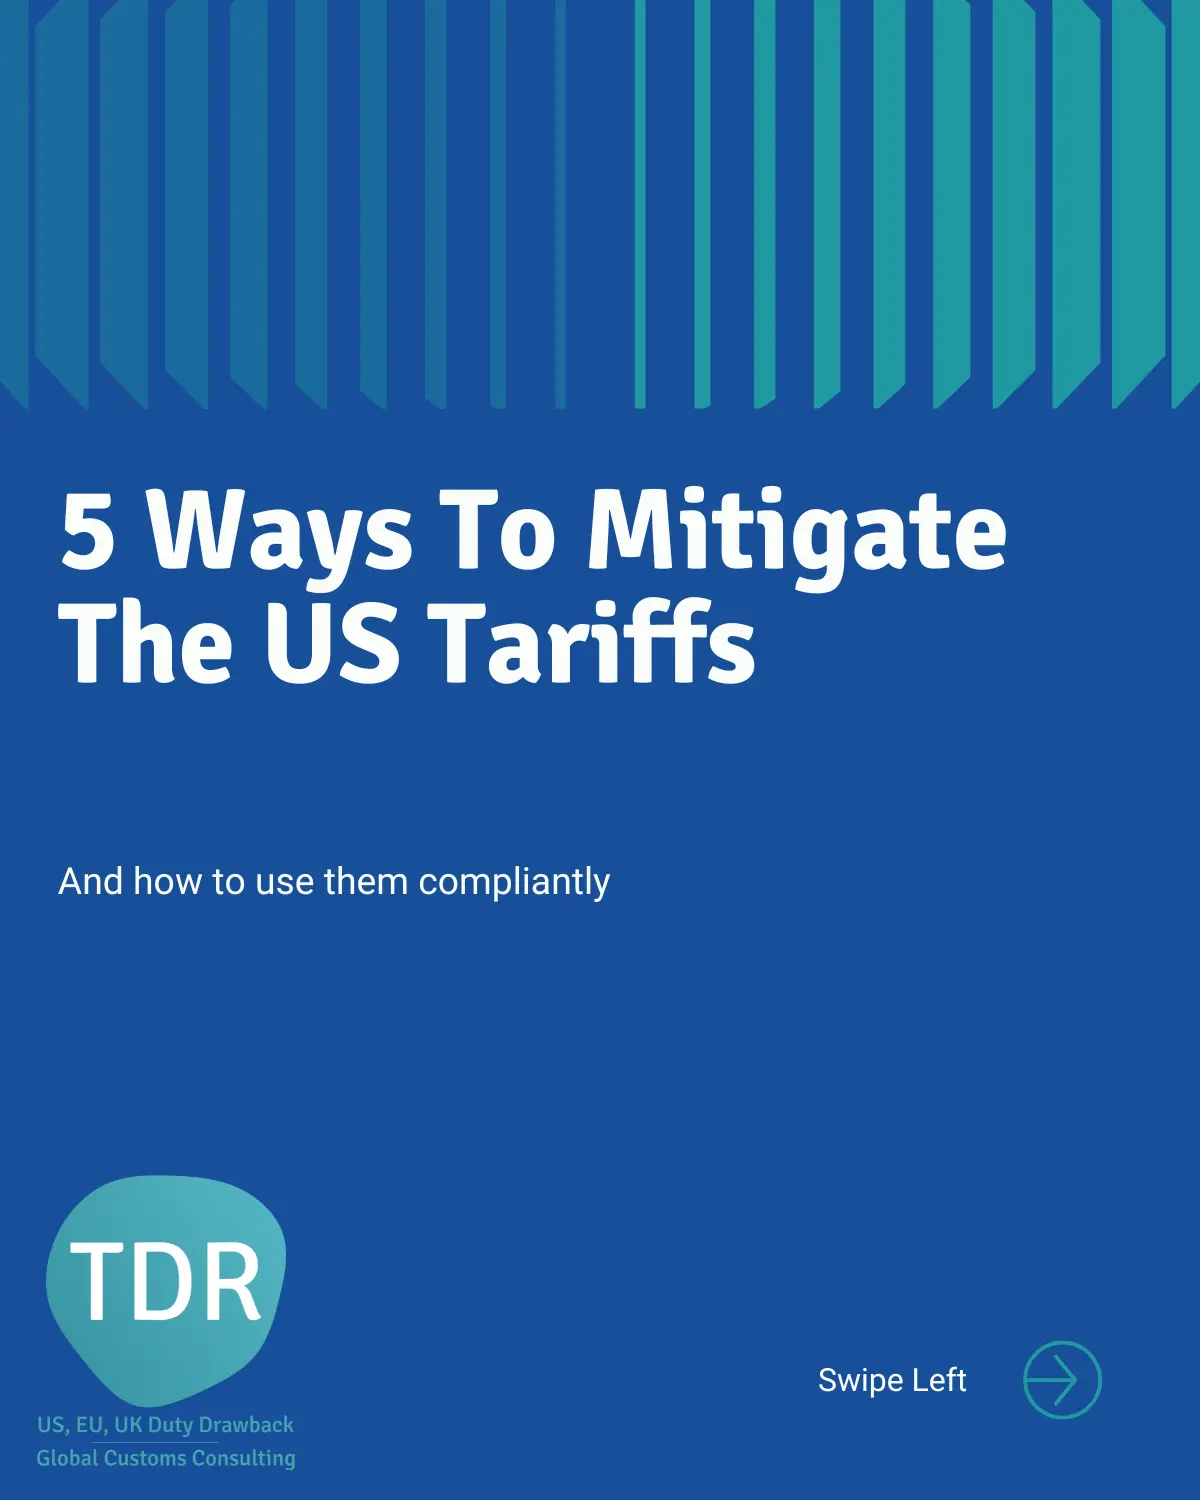 5 Ways To Mitigate
The US Tariffs
And how to use them compliantly
TDR
US, EU, UK Duty Drawback
Global Customs Consulting
Swipe Left